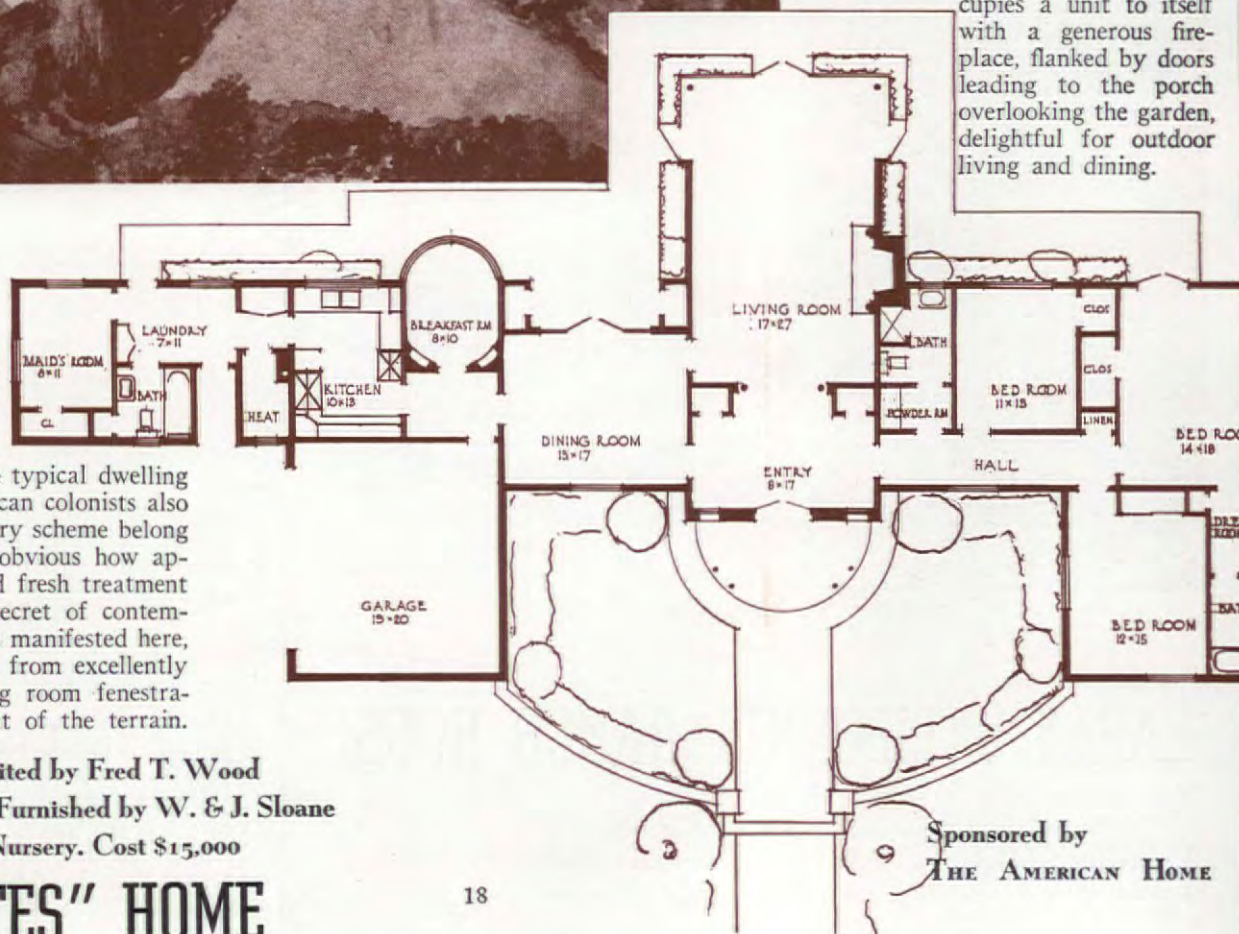 cupies a unit to itself
with a generous fire-
place, flanked by doors
leading to the porch
overlooking the garden,
delightful for outdoor
living and dining.
MAID'S ROOM
8×11
CL
LAUNDRY
7×11
BATH
HEAT
KITCHEN
10×13
BREAKFAST RM
8×10
DINING ROOM
15×17
LIVING ROOM
17×27
ENTRY
8×17
BATH
POWDER RM
BED ROOM
11×13
CLOS
CLOS
LINEN
HALL
BED ROO
14×18
BED ROOM
12×15
DRE
ROOM
BAT
GARAGE
19×20
typical dwelling
can colonists also
ry scheme belong
obvious how ap-
fresh treatment
ecret of contem-
manifested here,
from excellently
g room fenestra-
t of the terrain.
ited by Fred T. Wood
Furnished by W. & J. Sloane
Nursery. Cost $15,000
TES" HOME
18
Sponsored by
THE AMERICAN HOME